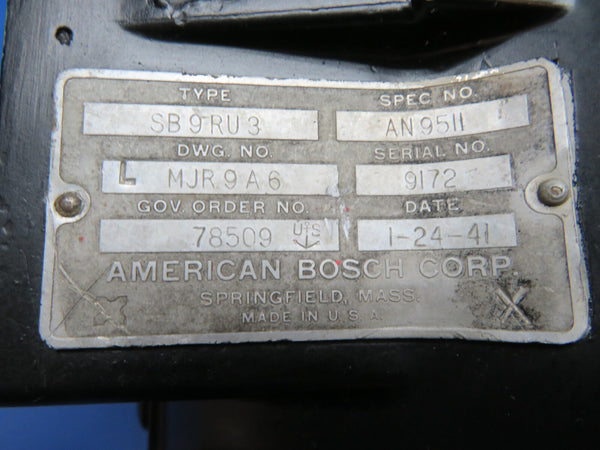 TYPE SPEC. NO.
SB9RU3 AN9511
DWG. NO. SERIAL NO.
L MJR9A6 9172
GOV. ORDER NO. DATE
78509 U S 1-24-41
AMERICAN BOSCH CORP.
SPRINGFIELD, MASS.
MADE IN U.S.A.
X